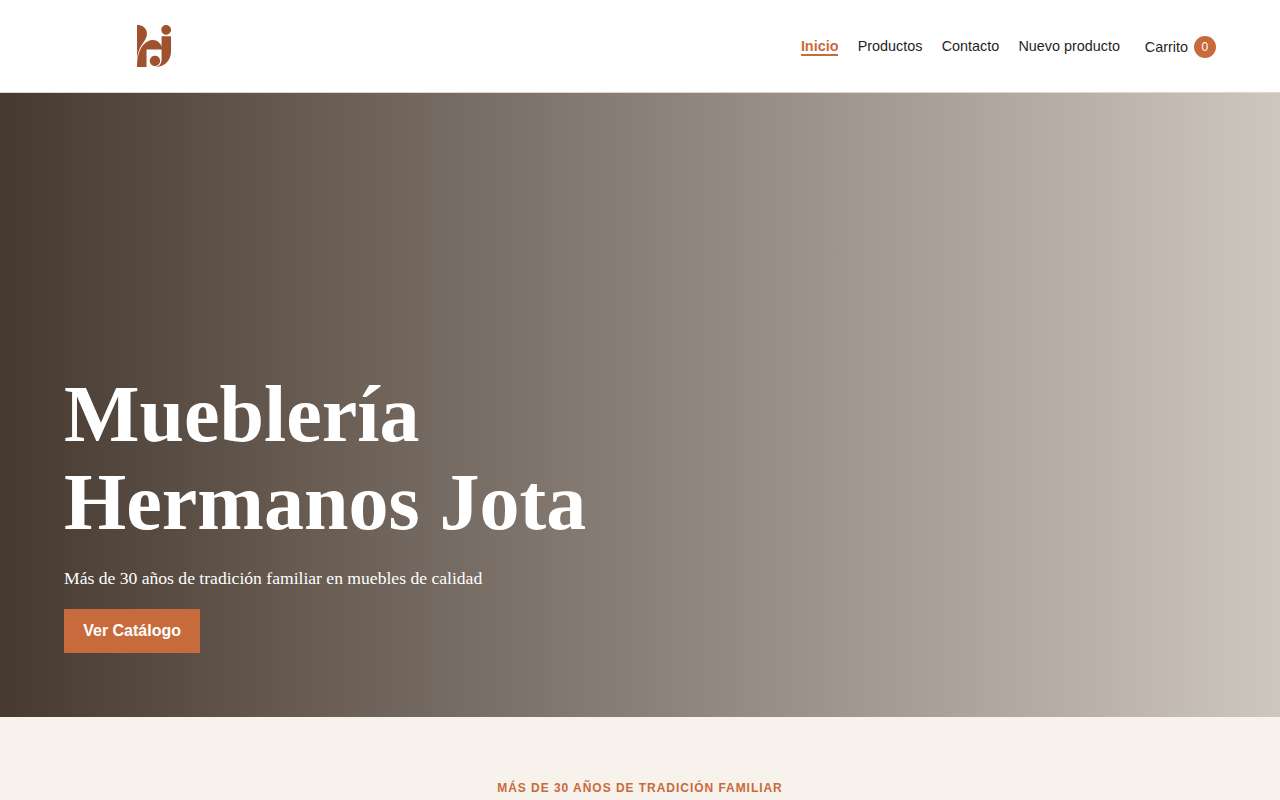 Inicio Productos Contacto Nuevo producto Carrito 0
Mueblería
Hermanos Jota
Más de 30 años de tradición familiar en muebles de calidad
Ver Catálogo
MÁS DE 30 AÑOS DE TRADICIÓN FAMILIAR